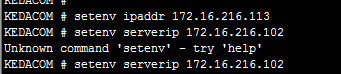 KEDACOM #
KEDACOM # setenv ipaddr 172.16.216.113
KEDACOM # setenv serverip 172.16.216.102
Unknown command 'setenv' - try 'help'
KEDACOM # setenv serverip 172.16.216.102